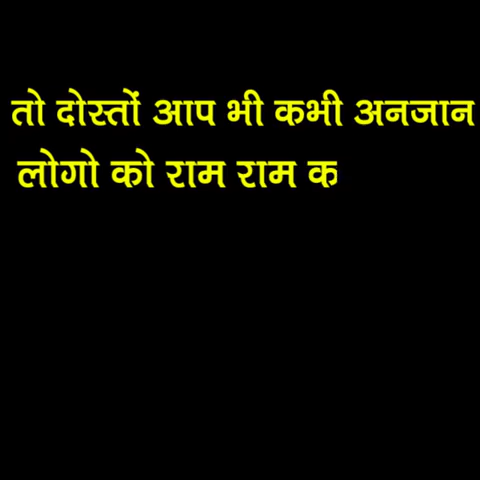 तो दोस्तों आप भी कभी अनजान
लोगो को राम राम क